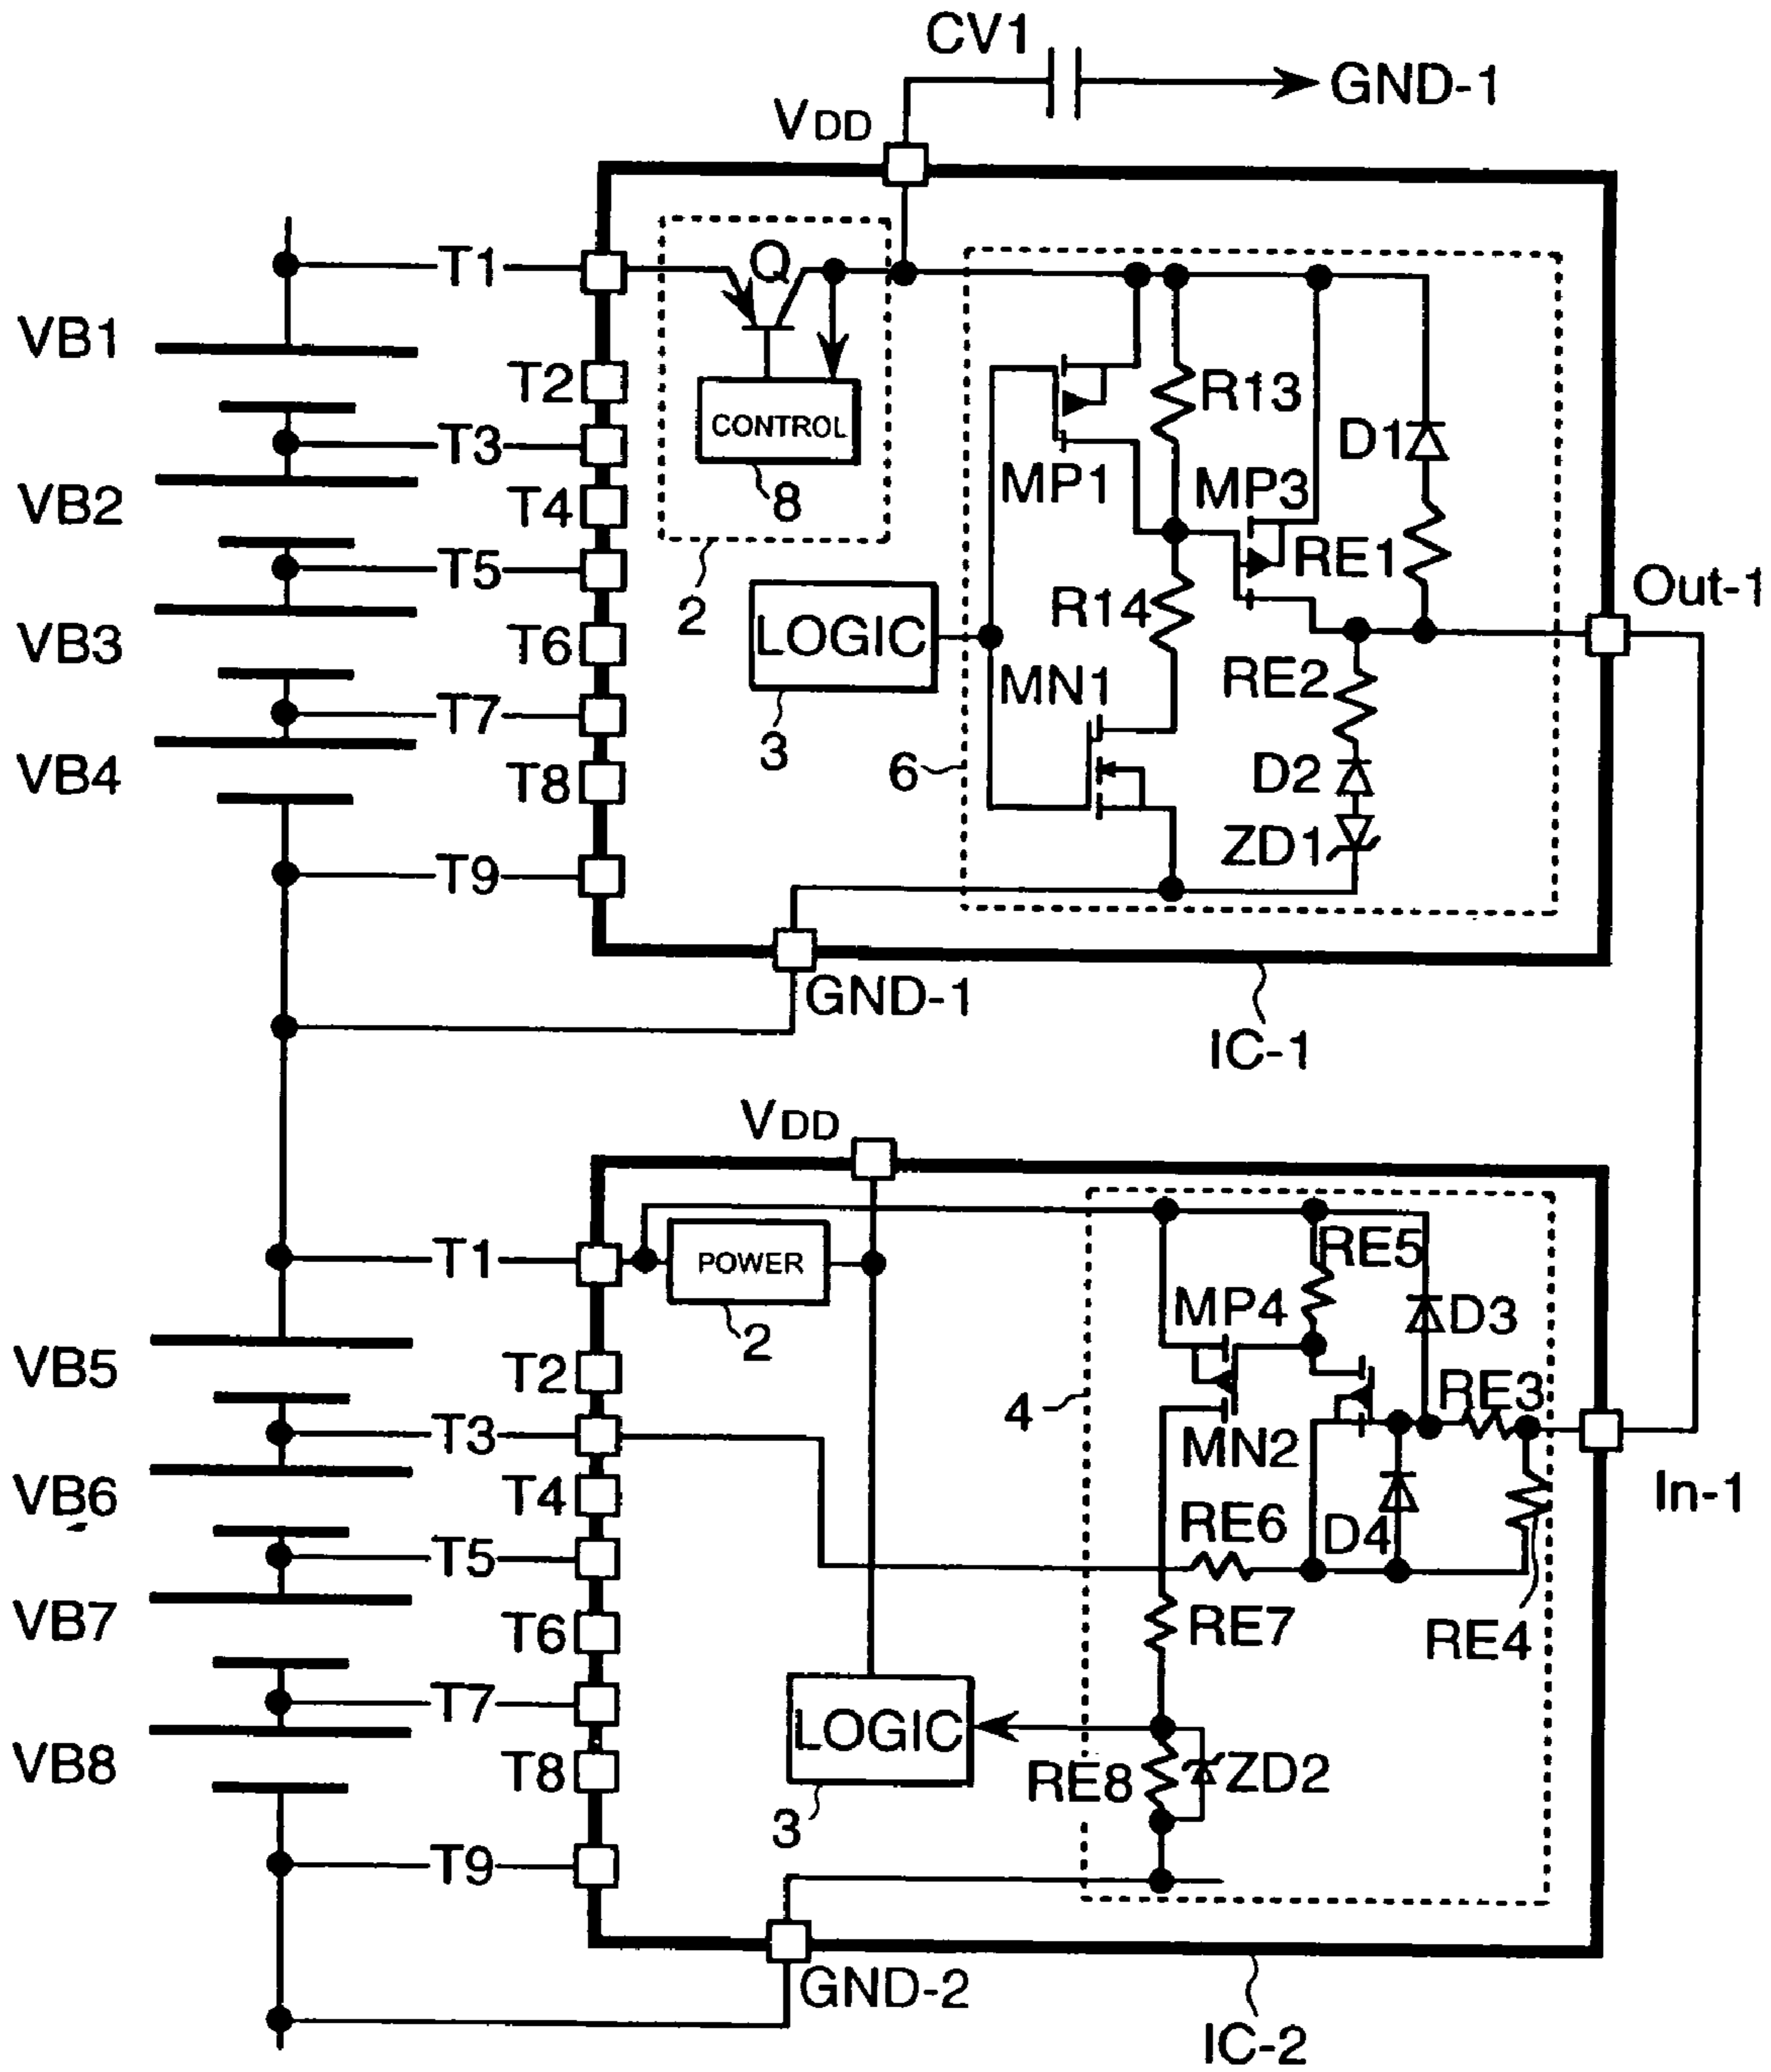 CV1
GND-1
VDD
T1
Q
VB1
T2
R13
D1
CONTROL
T3
MP1
MP3
VB2
T4
8
T5
RE1
Out-1
2
R14
LOGIC
VB3
T6
RE2
MN1
T7
3
6
D2
VB4
T8
ZD1
T9
GND-1
IC-1
VDD
RE5
T1
POWER
MP4
D3
2
VB5
T2
RE3
4
T3
MN2
VB6
T4
In-1
RE6
D4
T5
VB7
T6
RE7
RE4
T7
LOGIC
VB8
T8
RE8
ZD2
3
T9
GND-2
IC-2